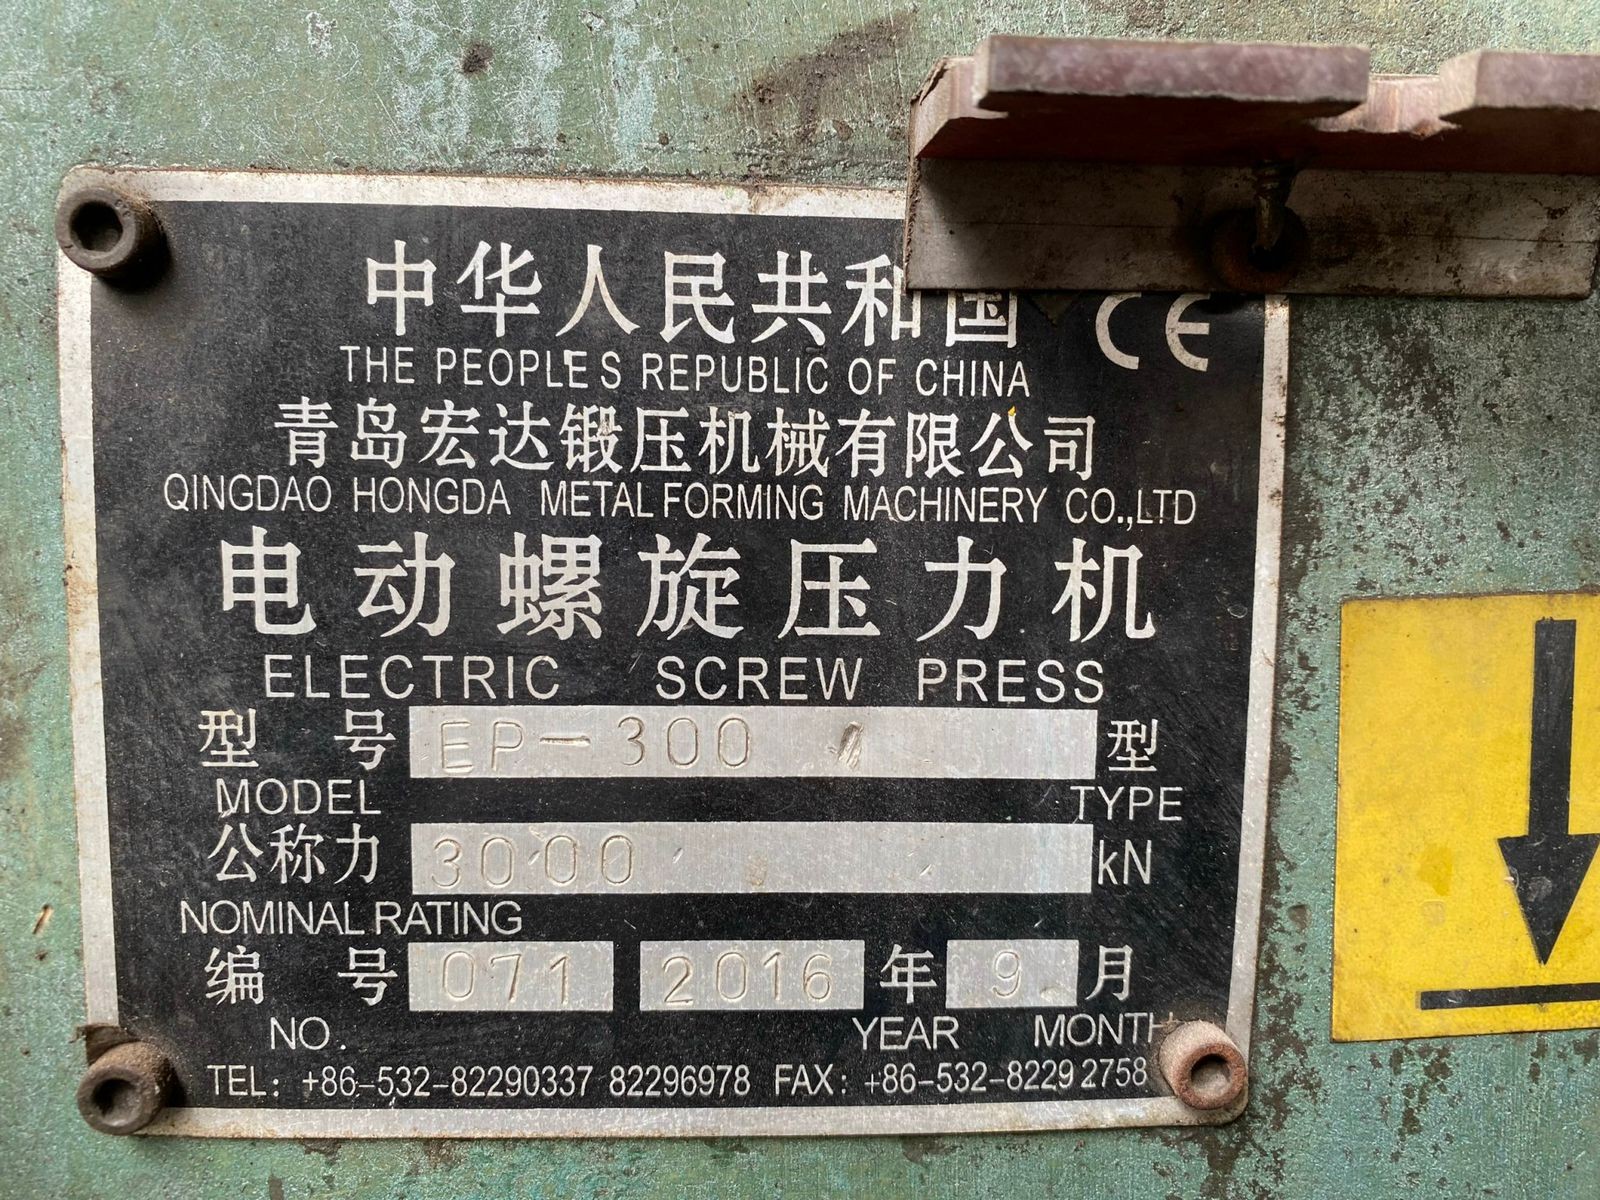 中华人民共和国 CE
THE PEOPLE S REPUBLIC OF CHINA
青岛宏达锻压机械有限公司
QINGDAO HONGDA METAL FORMING MACHINERY CO.,LTD
电动螺旋压力机
ELECTRIC SCREW PRESS
型号 EP-300 型
MODEL TYPE
公称力 3000 kN
NOMINAL RATING
编号 071 2016 年 9 月
NO. YEAR MONTH
TEL: +86-532-82290337 82296978 FAX: +86-532-82292758